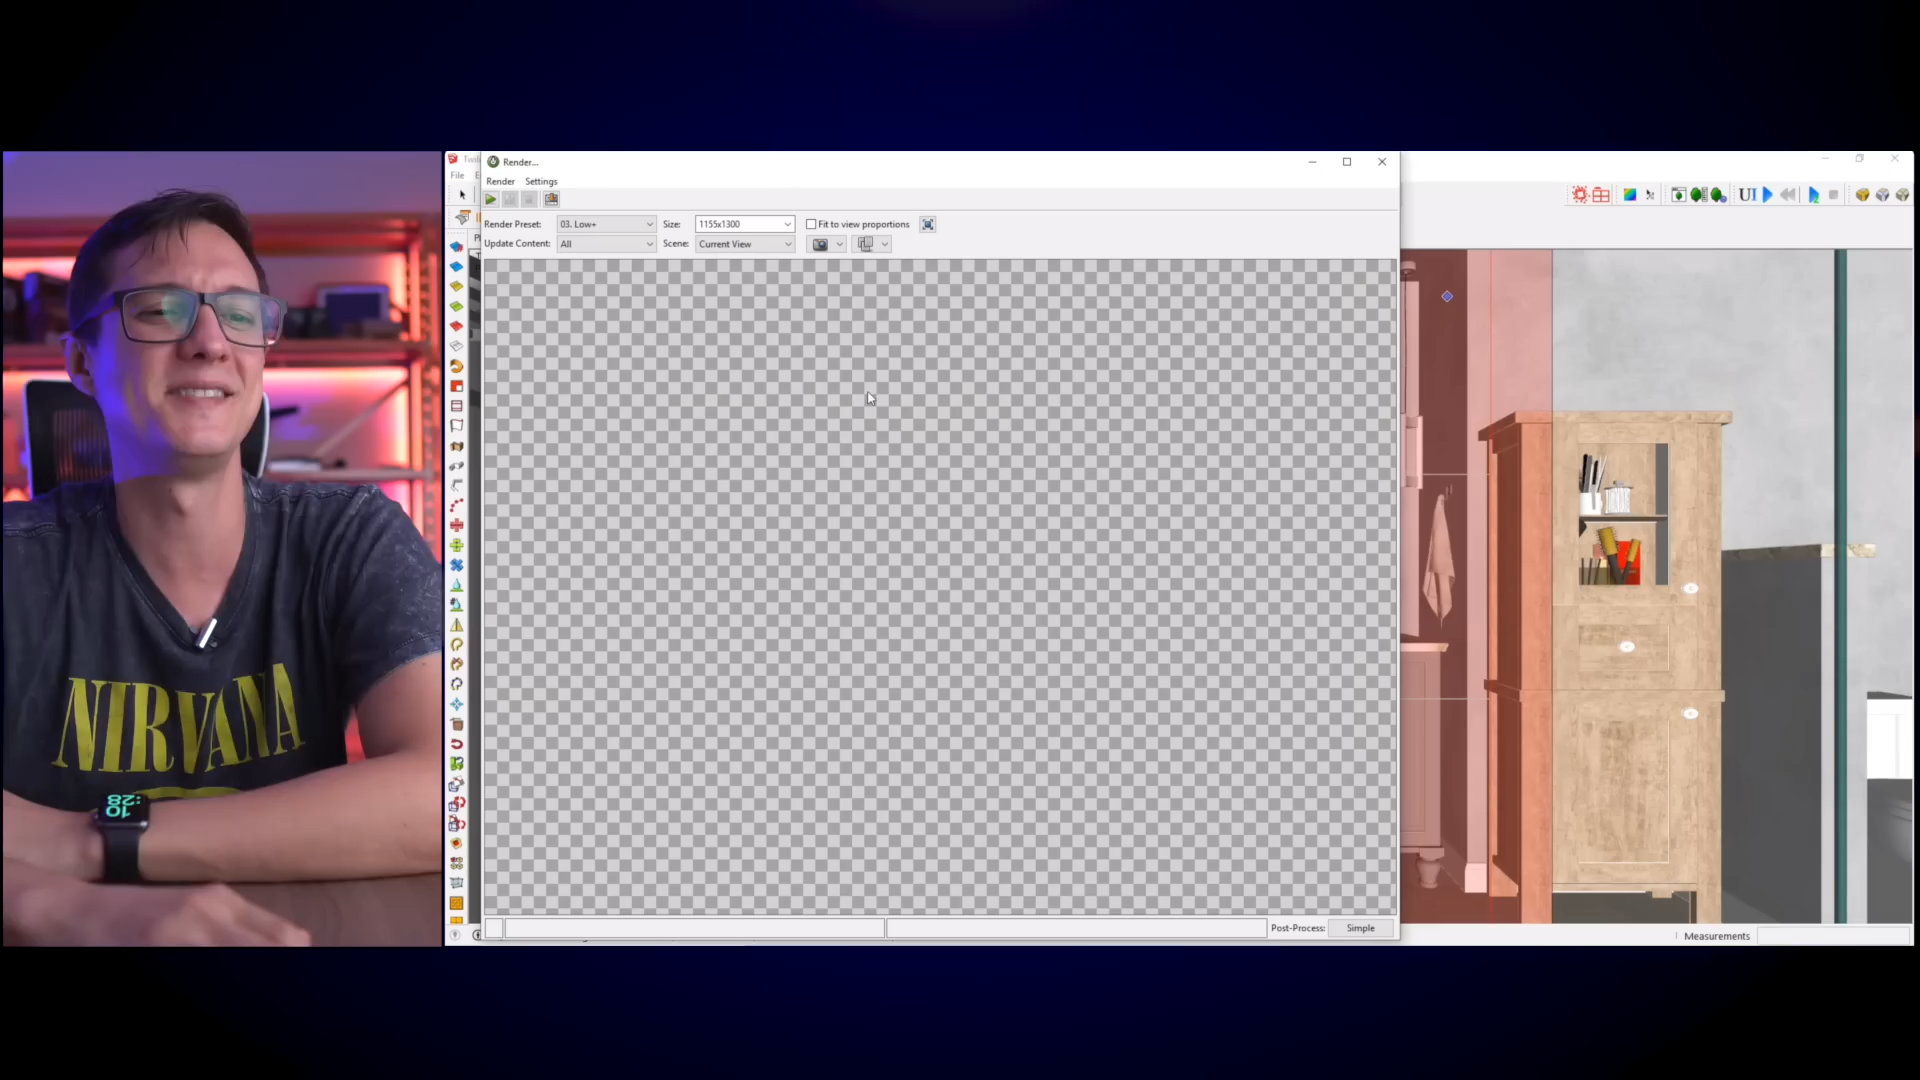 Twili
Render...
File
E
Render Settings
Render Preset: 03. Low+ Size: 1155x1300 Fit to view proportions
Update Content: All Scene: Current View
UI
NIRVANA
10
:28
Post-Process: Simple
Measurements